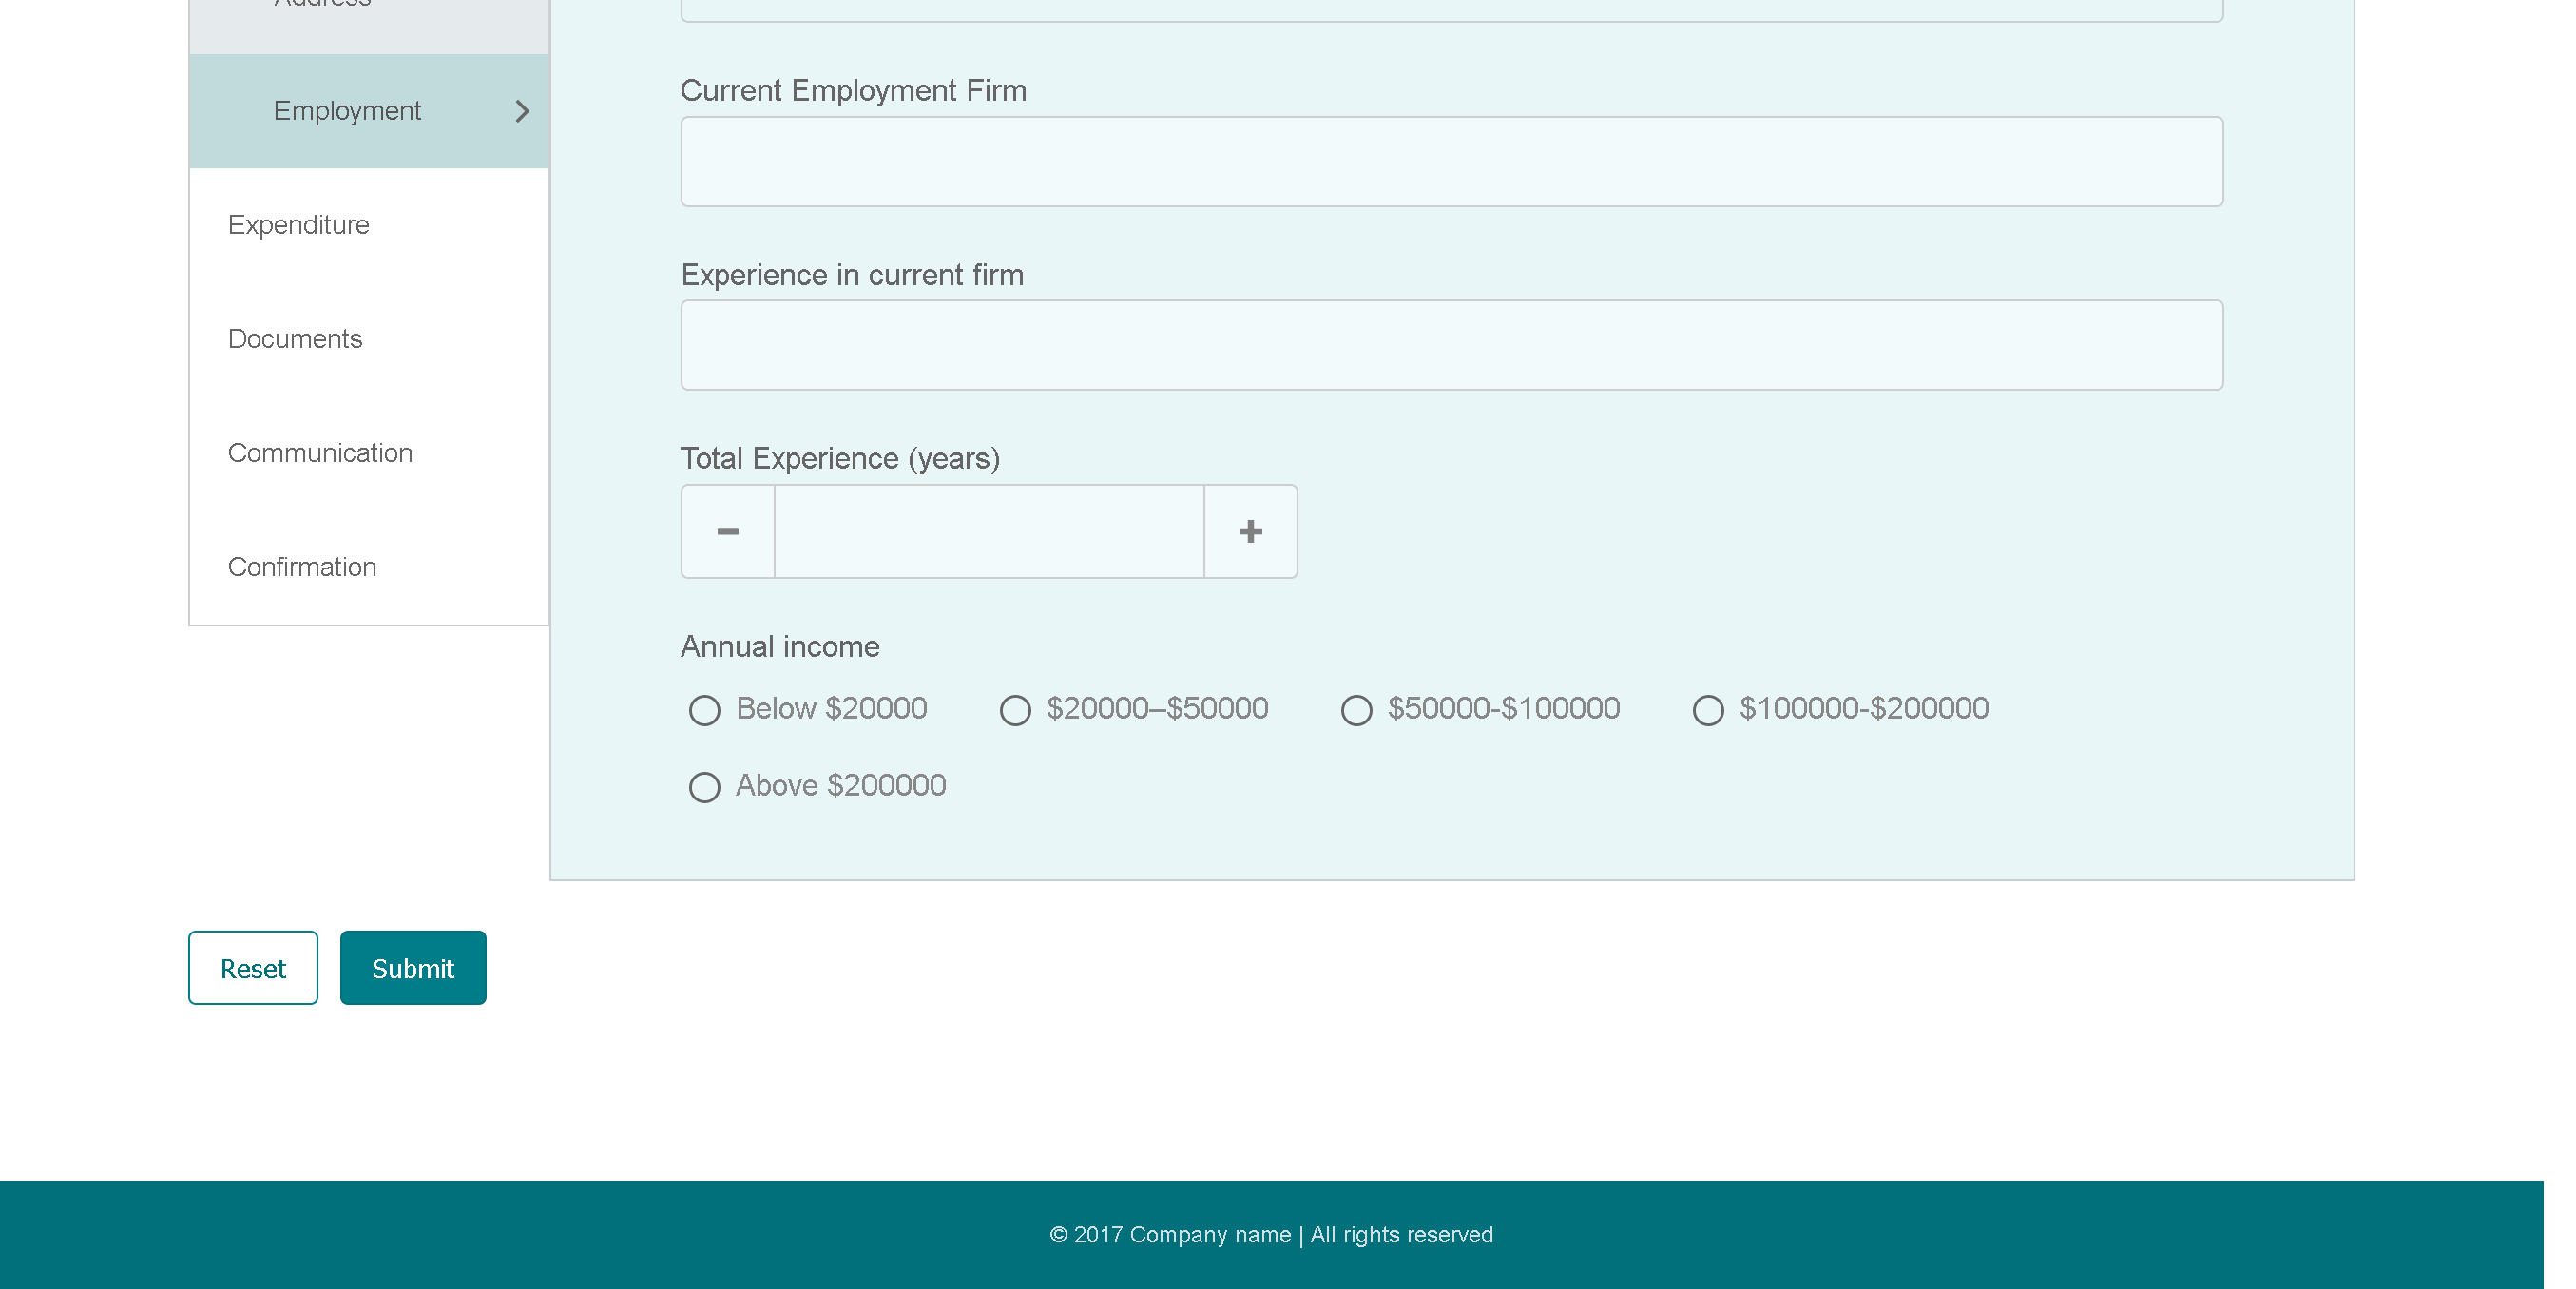 Address
Employment
Expenditure
Documents
Communication
Confirmation
Current Employment Firm
Experience in current firm
Total Experience (years)
Annual income
Below $20000 $20000–$50000 $50000-$100000 $100000-$200000
Above $200000
Reset Submit
© 2017 Company name | All rights reserved